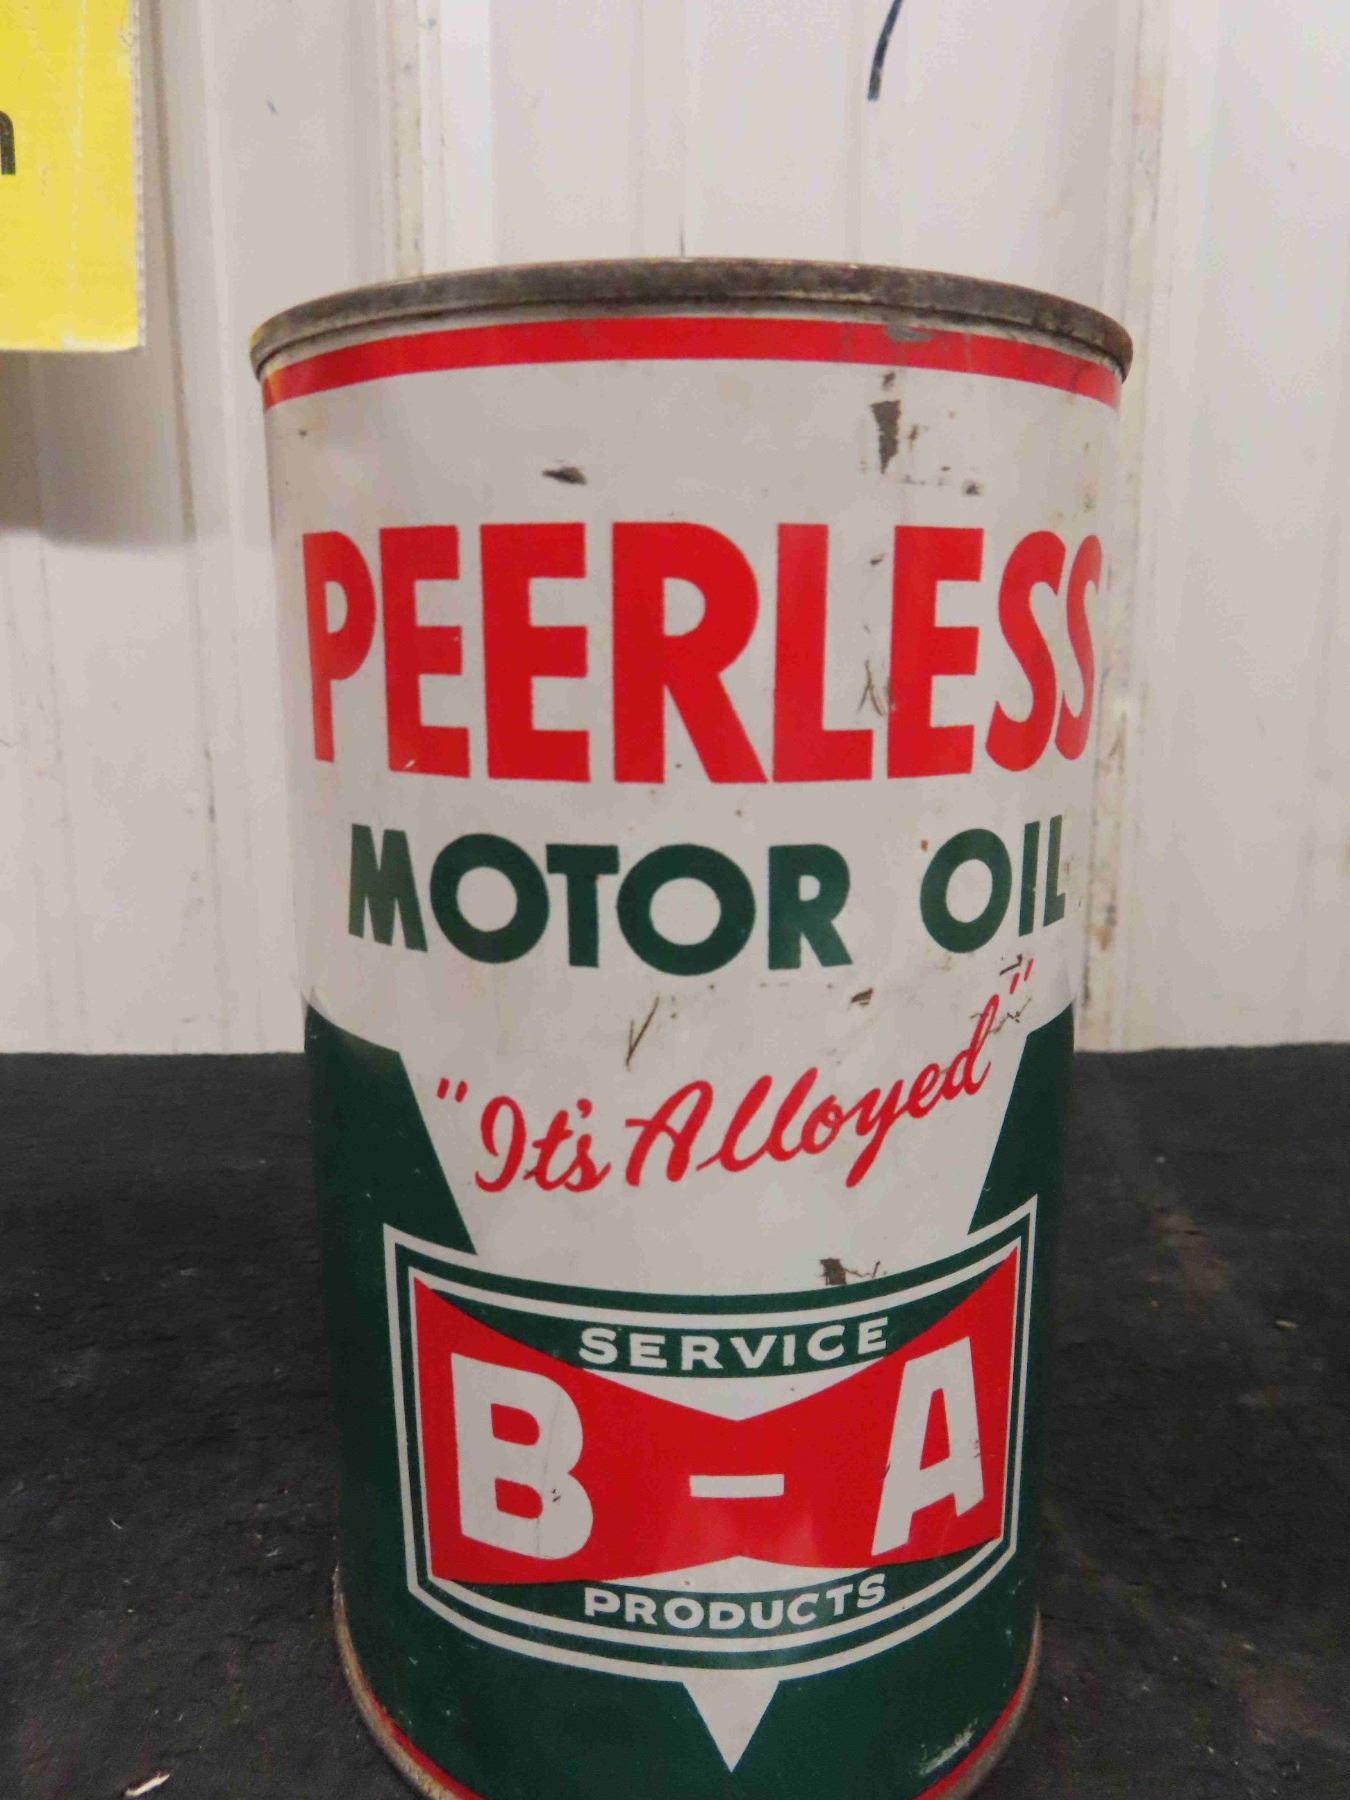 PEERLESS
MOTOR OIL
"It's Alloyed"
SERVICE
B-A
PRODUCTS